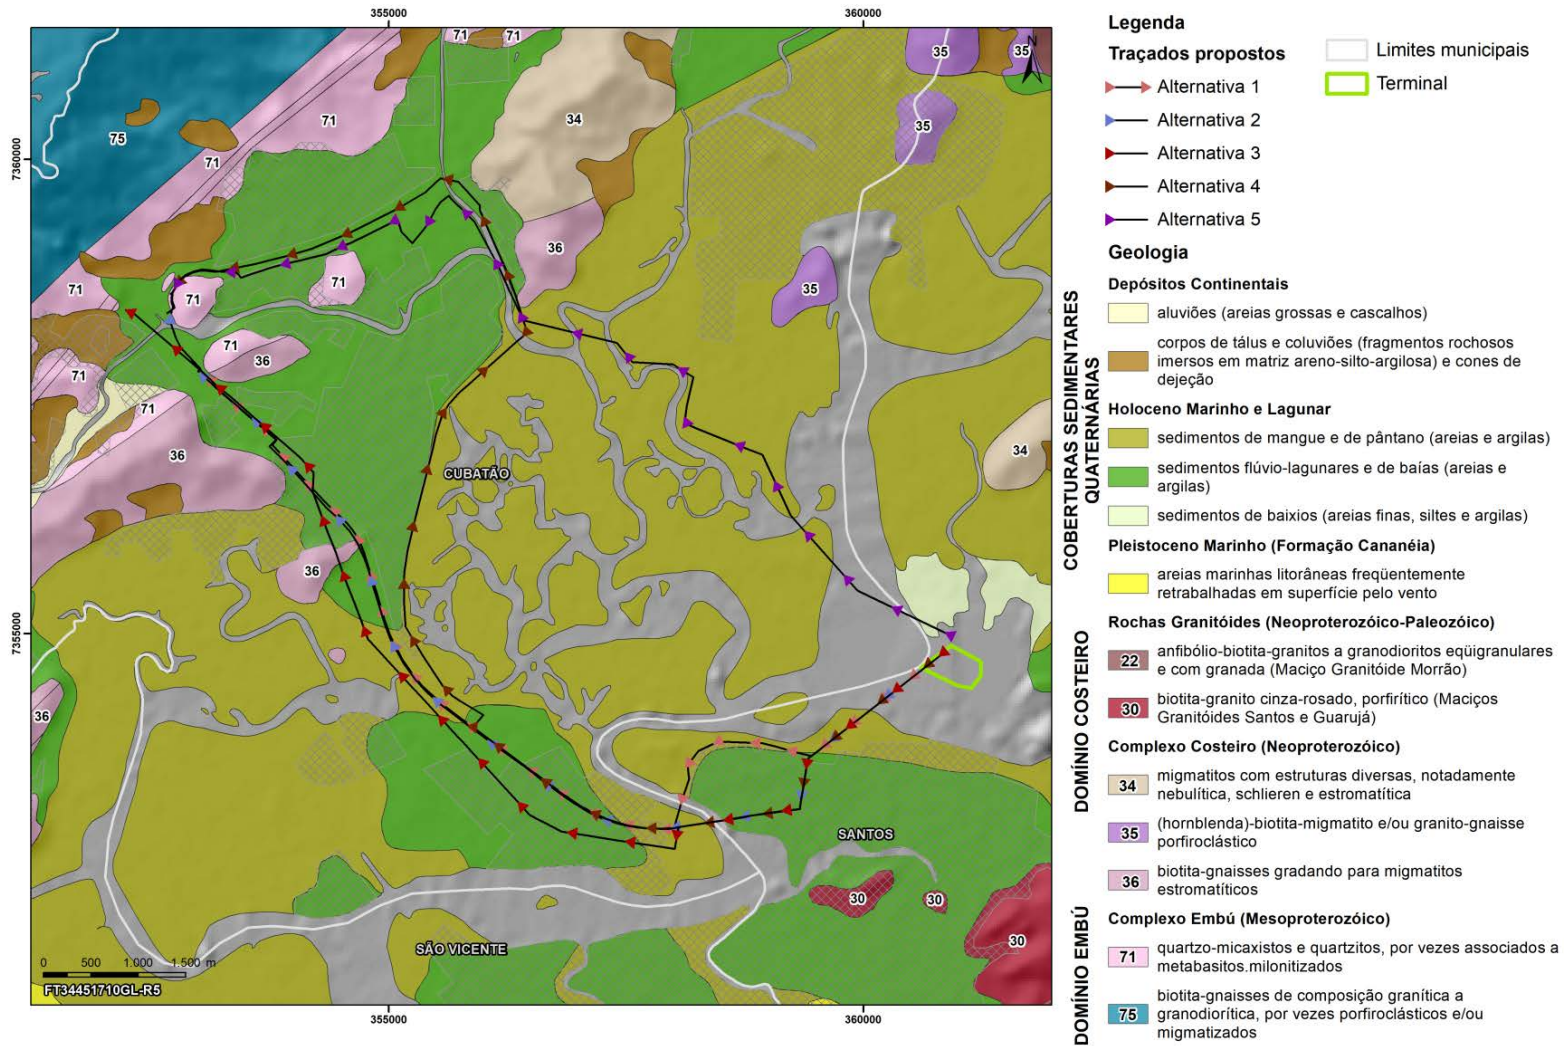 355000
360000
7360000
7355000
71
71
35
35
34
75
71
71
35
36
71
71
71
35
71
36
71
71
36
34
CUBATÃO
36
36
SANTOS
30
30
30
SÃO VICENTE
0 500 1.000 1.500 m
FT34451710GL-R5
355000
360000
Legenda
Traçados propostos
Alternativa 1
Alternativa 2
Alternativa 3
Alternativa 4
Alternativa 5
Limites municipais
Terminal
Geologia
COBERTURAS SEDIMENTARES
QUATERNÁRIAS
Depósitos Continentais
aluviões (areias grossas e cascalhos)
corpos de tálus e coluviões (fragmentos rochosos
imersos em matriz areno-silto-argilosa) e cones de
dejeção
Holoceno Marinho e Lagunar
sedimentos de mangue e de pântano (areias e argilas)
sedimentos flúvio-lagunares e de baías (areias e
argilas)
sedimentos de baixios (areias finas, siltes e argilas)
Pleistoceno Marinho (Formação Cananéia)
areias marinhas litorâneas freqüentemente
retrabalhadas em superfície pelo vento
DOMÍNIO COSTEIRO
Rochas Granitóides (Neoproterozóico-Paleozóico)
22 anfibólio-biotita-granitos a granodioritos eqüigranulares
e com granada (Maciço Granitóide Morrão)
30 biotita-granito cinza-rosado, porfirítico (Maciços
Granitóides Santos e Guarujá)
Complexo Costeiro (Neoproterozóico)
34 migmatitos com estruturas diversas, notadamente
nebulítica, schlieren e estromatítica
35 (hornblenda)-biotita-migmatito e/ou granito-gnaisse
porfiroclástico
36 biotita-gnaisses gradando para migmatitos
estromatíticos
DOMÍNIO EMBÚ
Complexo Embú (Mesoproterozóico)
71 quartzo-micaxistos e quartzitos, por vezes associados a
metabasitos.milonitizados
75 biotita-gnaisses de composição granítica a
granodiorítica, por vezes porfiroclásticos e/ou
migmatizados